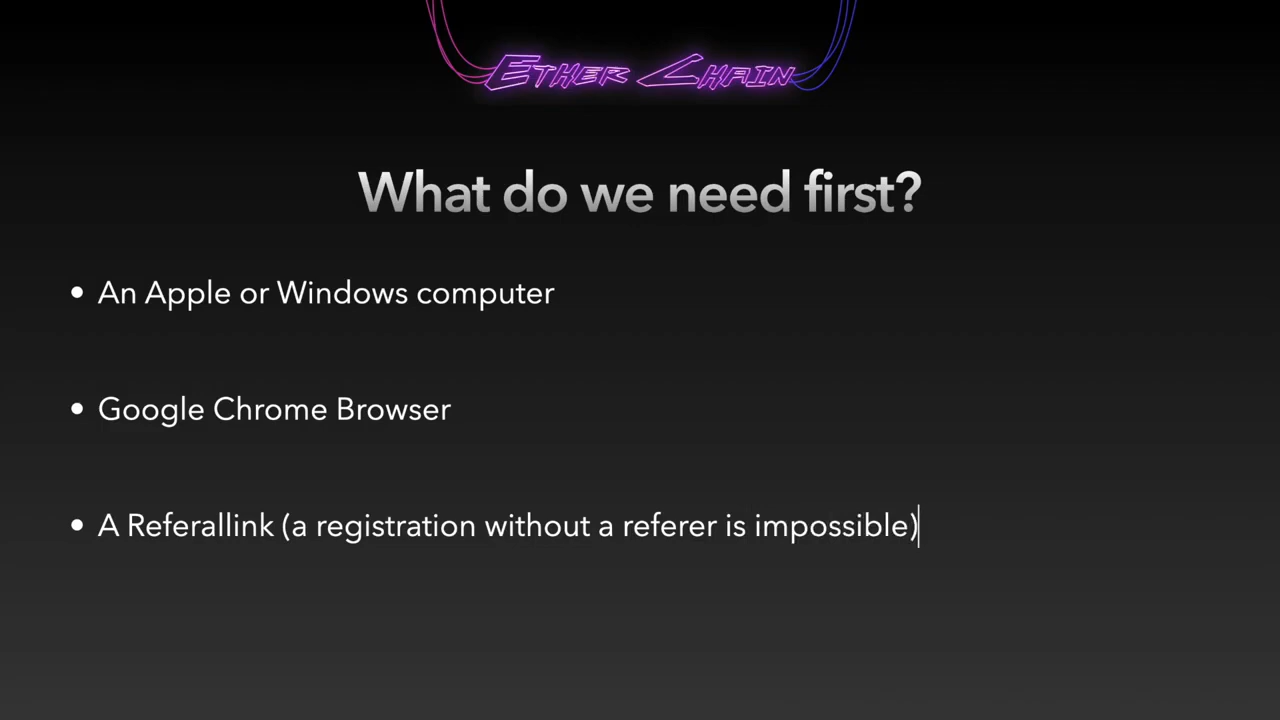 ETHER CHAIN
What do we need first?
• An Apple or Windows computer
• Google Chrome Browser
• A Referallink (a registration without a referer is impossible)